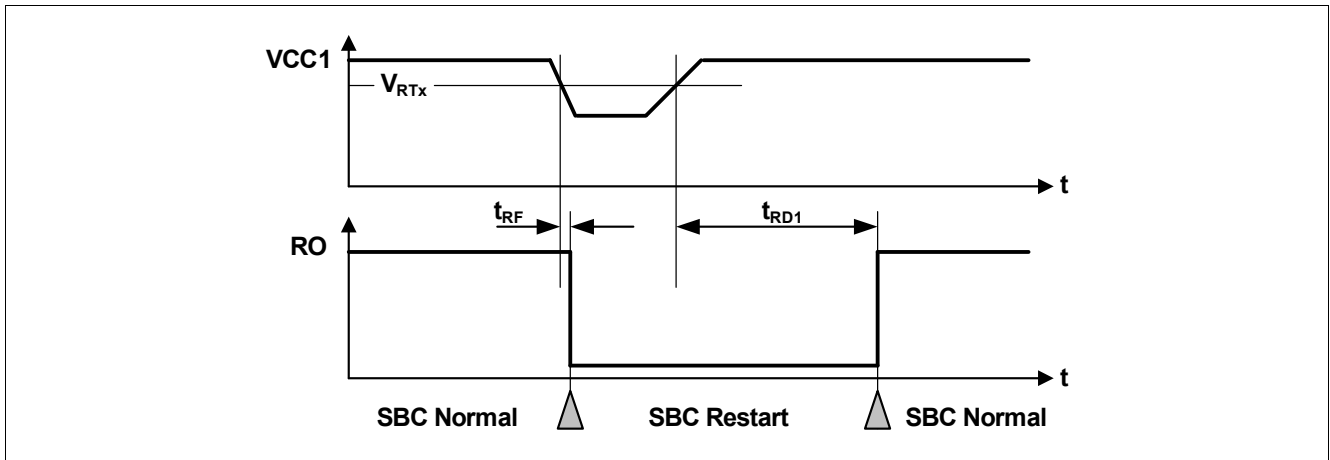 VCC1
VRTx
t
tRF
tRD1
RO
t
SBC Normal SBC Restart SBC Normal